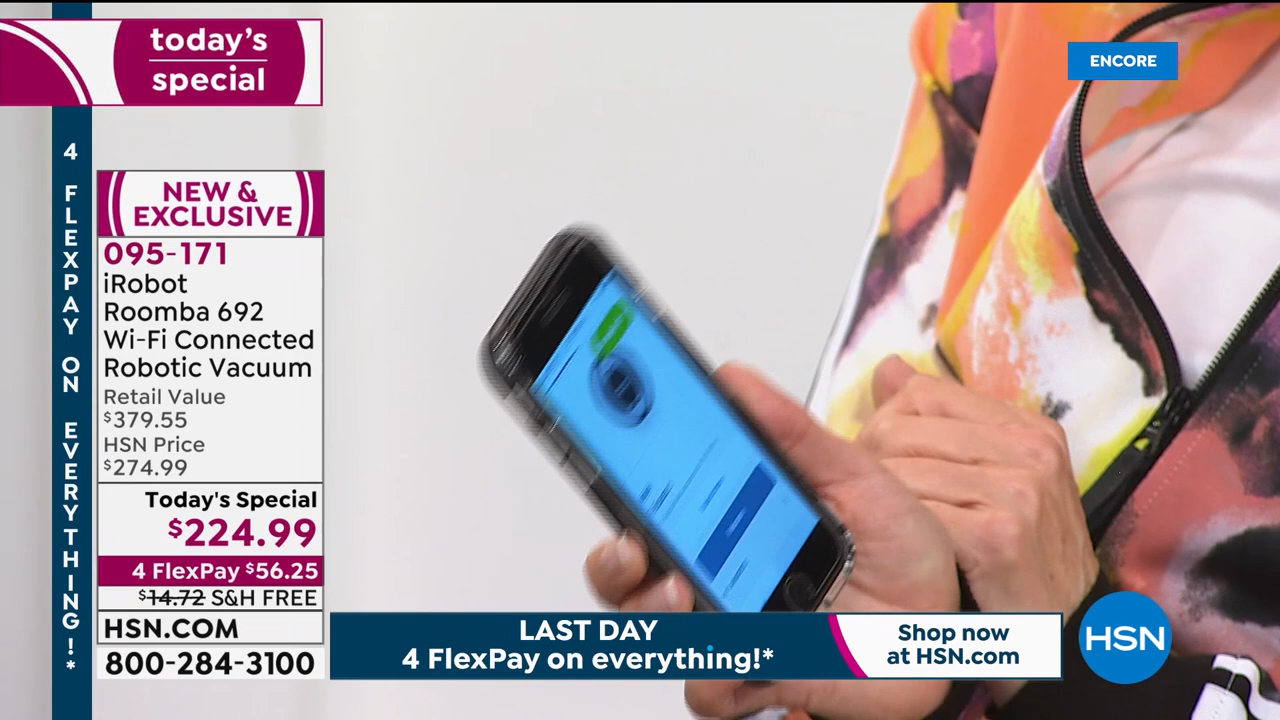 today's
special
ENCORE
4 FLEXPAY ON EVERYTHING!*
NEW &
EXCLUSIVE
095-171
iRobot
Roomba 692
Wi-Fi Connected
Robotic Vacuum
Retail Value
$379.55
HSN Price
$274.99
Today's Special
$224.99
4 FlexPay $56.25
$14.72 S&H FREE
HSN.COM
800-284-3100
LAST DAY
4 FlexPay on everything!*
Shop now
at HSN.com
HSN